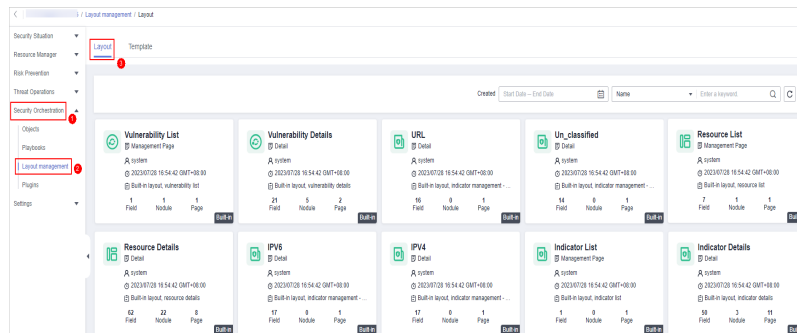 / Layout management / Layout
Security Situation
Resource Manager
Risk Prevention
Threat Operations
Security Orchestration
1
Objects
Playbooks
Layout management
2
Plugins
Settings
Layout
Template
3
Created
Start Date – End Date
Name
Enter a keyword.
Vulnerability List
Management Page
system
2023/07/28 16:54:42 GMT+08:00
Built-in layout, vulnerability list
1 1 1
Field Nodule Page
Built-in
Vulnerability Details
Detail
system
2023/07/28 16:54:42 GMT+08:00
Built-in layout, vulnerability details
21 5 2
Field Nodule Page
Built-in
URL
Detail
system
2023/07/28 16:54:42 GMT+08:00
Built-in layout, indicator management - ...
16 0 1
Field Nodule Page
Built-in
Un_classified
Detail
system
2023/07/28 16:54:42 GMT+08:00
Built-in layout, indicator management - ...
14 0 1
Field Nodule Page
Built-in
Resource List
Management Page
system
2023/07/28 16:54:42 GMT+08:00
Built-in layout, resource list
7 1 1
Field Nodule Page
Buil
Resource Details
Detail
system
2023/07/28 16:54:42 GMT+08:00
Built-in layout, resource details
62 22 8
Field Nodule Page
Built-in
IPV6
Detail
system
2023/07/28 16:54:42 GMT+08:00
Built-in layout, indicator management - ...
17 0 1
Field Nodule Page
Built-in
IPV4
Detail
system
2023/07/28 16:54:42 GMT+08:00
Built-in layout, indicator management - ...
17 0 1
Field Nodule Page
Built-in
Indicator List
Management Page
system
2023/07/28 16:54:42 GMT+08:00
Built-in layout, indicator list
1 0 1
Field Nodule Page
Built-in
Indicator Details
Detail
system
2023/07/28 16:54:42 GMT+08:00
Built-in layout, indicator details
50 3 11
Field Nodule Page
Built-in